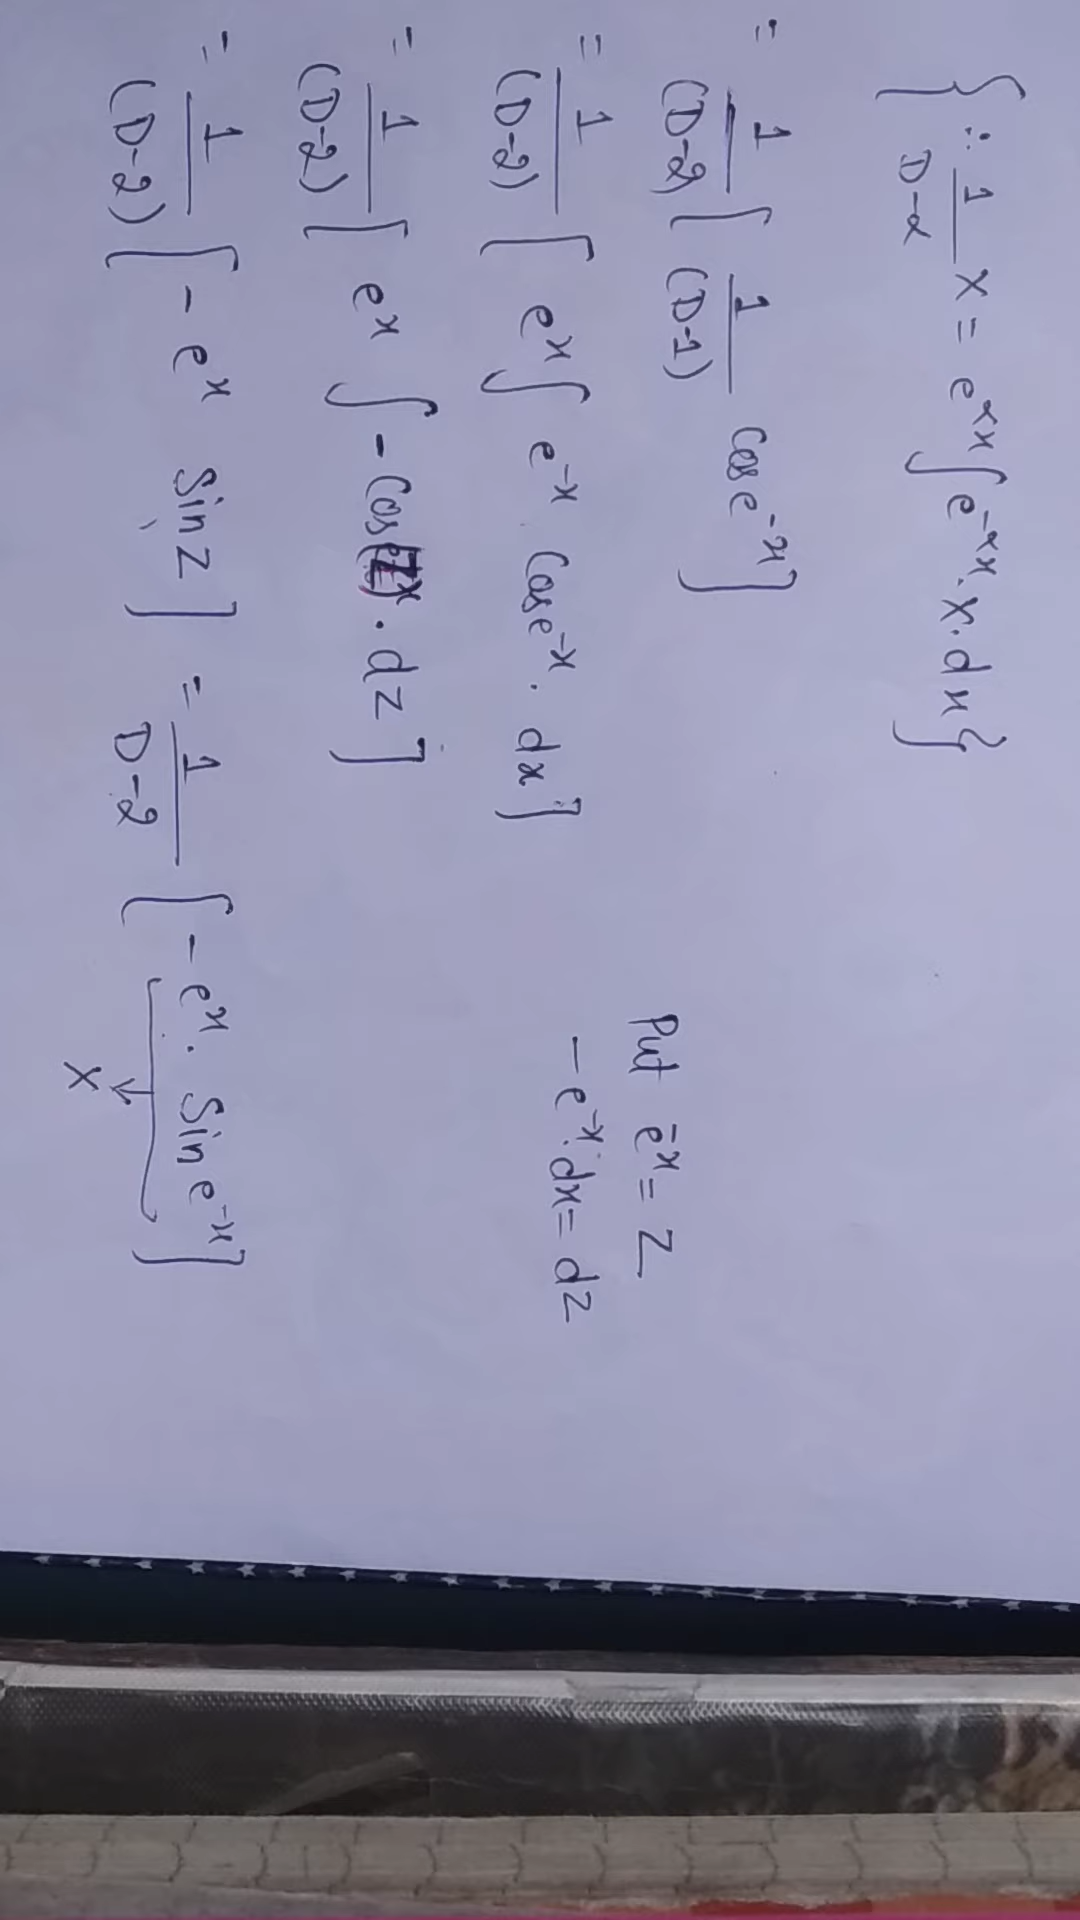 {∵ 1/(D-α) X = e^{αx} ∫ e^{-αx}. X. dx}
= 1/(D-2) [ 1/(D-1) Cos e^{-x} ]
Put e^{-x} = Z
= 1/(D-2) [ e^x ∫ e^{-x} Cos e^{-x}. dx ]
- e^{-x}. dx = dz
= 1/(D-2) [ e^x ∫ - Cos . dz ]
= 1/(D-2) [ - e^x Sin Z ] = 1/(D-2) [ - e^x. Sin e^{-x} ]
↓
X